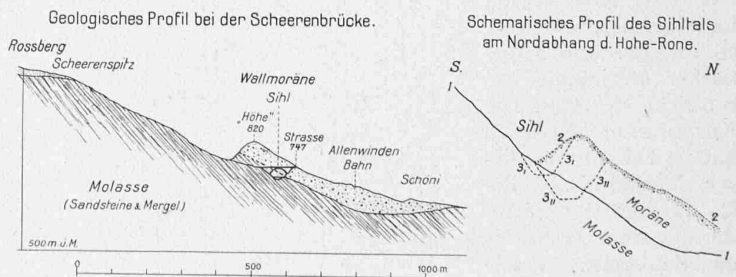 Geologisches Profil bei der Scheerenbrücke.
Rossberg
Scheerenspitz
Wallmoräne
Sihl
„Höhe"
820
Strasse
747
Allenwinden
Bahn
Schöni
Molasse
(Sandsteine & Mergel)
500 m ü. M.
0
500
1000 m
Schematisches Profil des Sihltals
am Nordabhang d. Hohe-Rone.
S. N.
1
Sihl
2
3I
3I
3II
3II
Moräne
2
Molasse
1